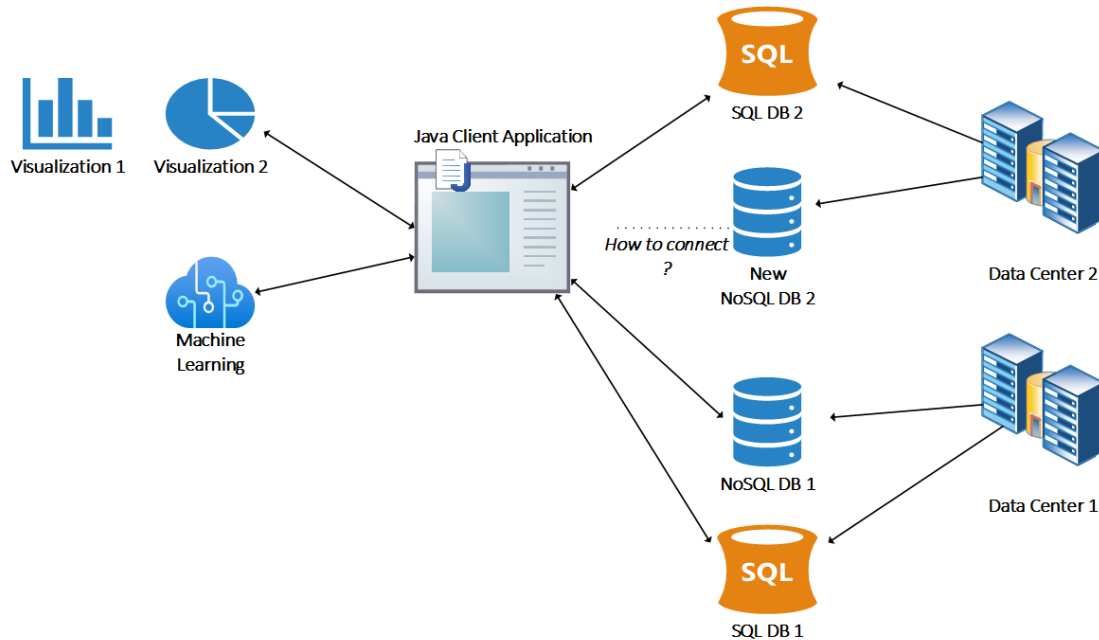 SQL
SQL DB 2
Java Client Application
Visualization 1
Visualization 2
How to connect
?
New
NoSQL DB 2
Data Center 2
Machine
Learning
NoSQL DB 1
Data Center 1
SQL
SQL DB 1